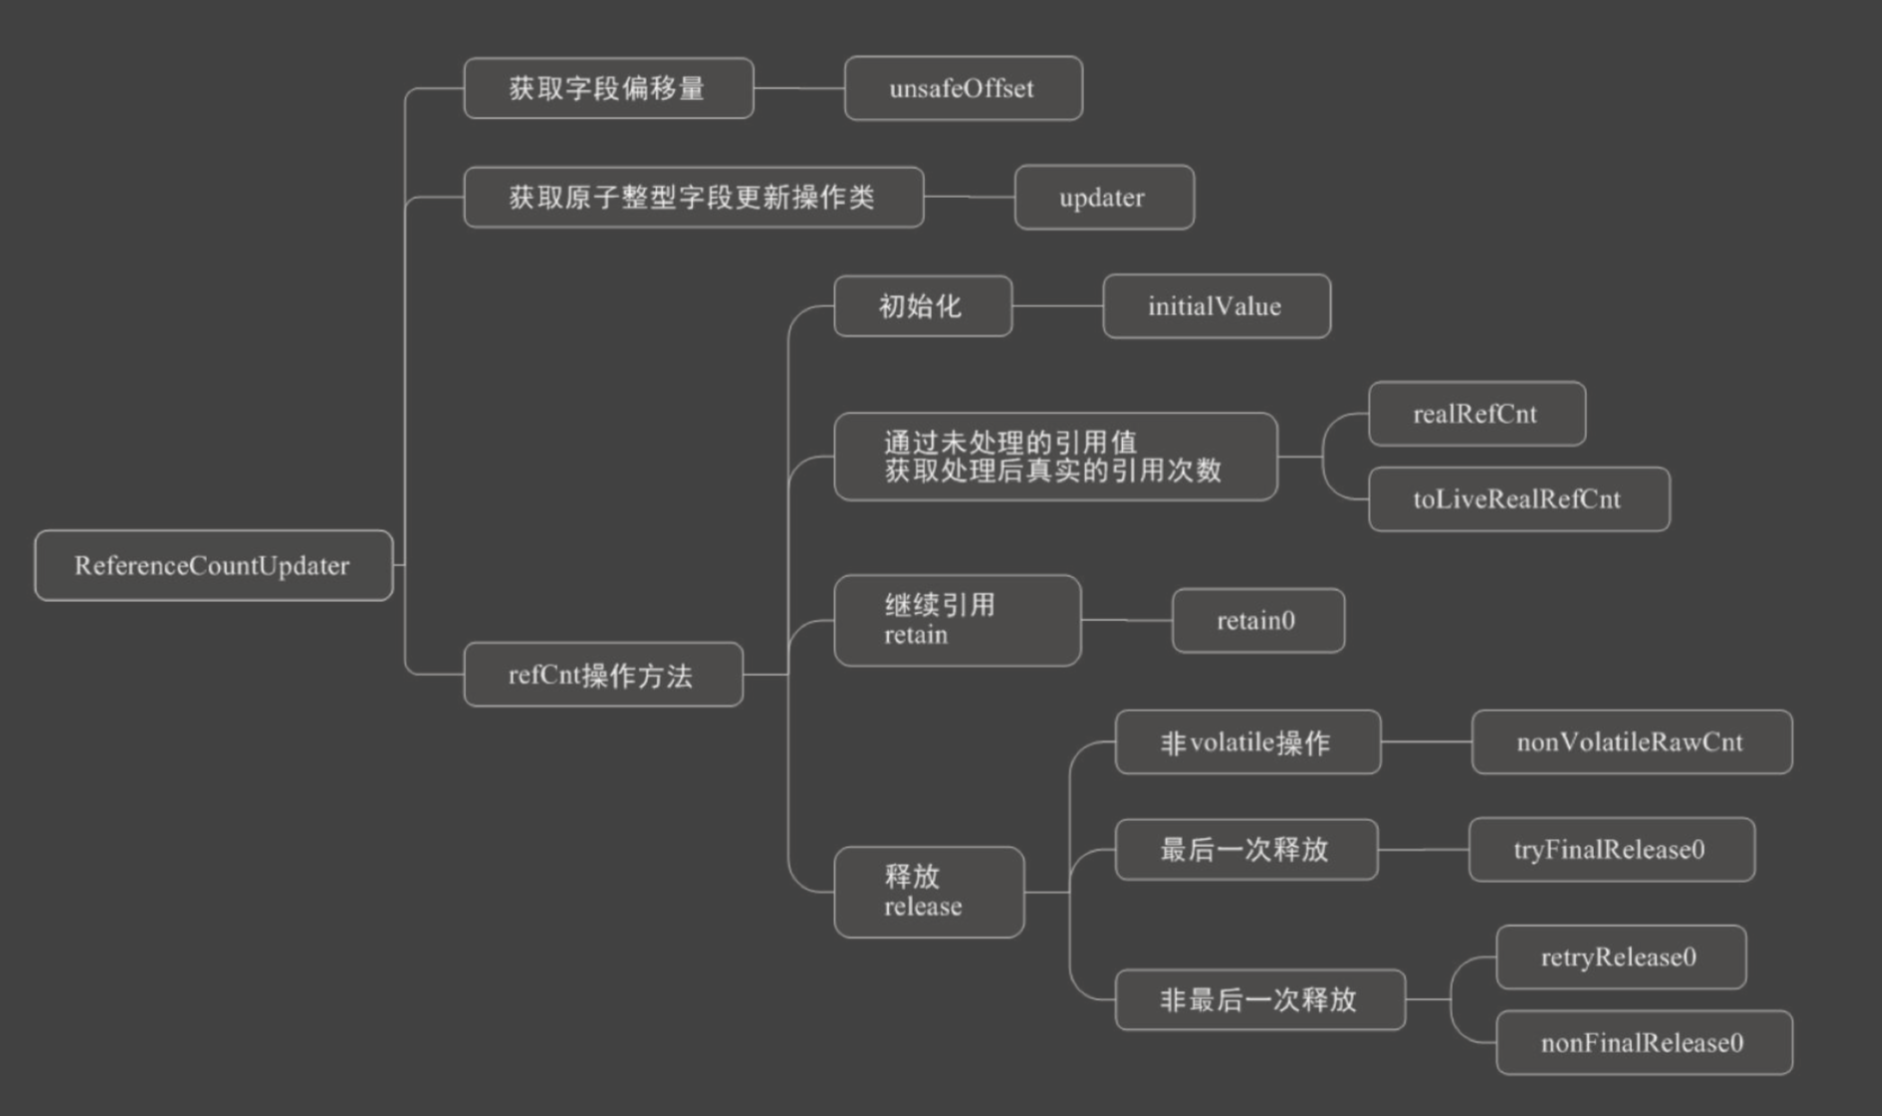 获取字段偏移量
unsafeOffset
获取原子整型字段更新操作类
updater
初始化
initialValue
通过未处理的引用值
获取处理后真实的引用次数
realRefCnt
toLiveRealRefCnt
ReferenceCountUpdater
继续引用
retain
retain0
refCnt操作方法
非volatile操作
nonVolatileRawCnt
最后一次释放
tryFinalRelease0
释放
release
非最后一次释放
retryRelease0
nonFinalRelease0